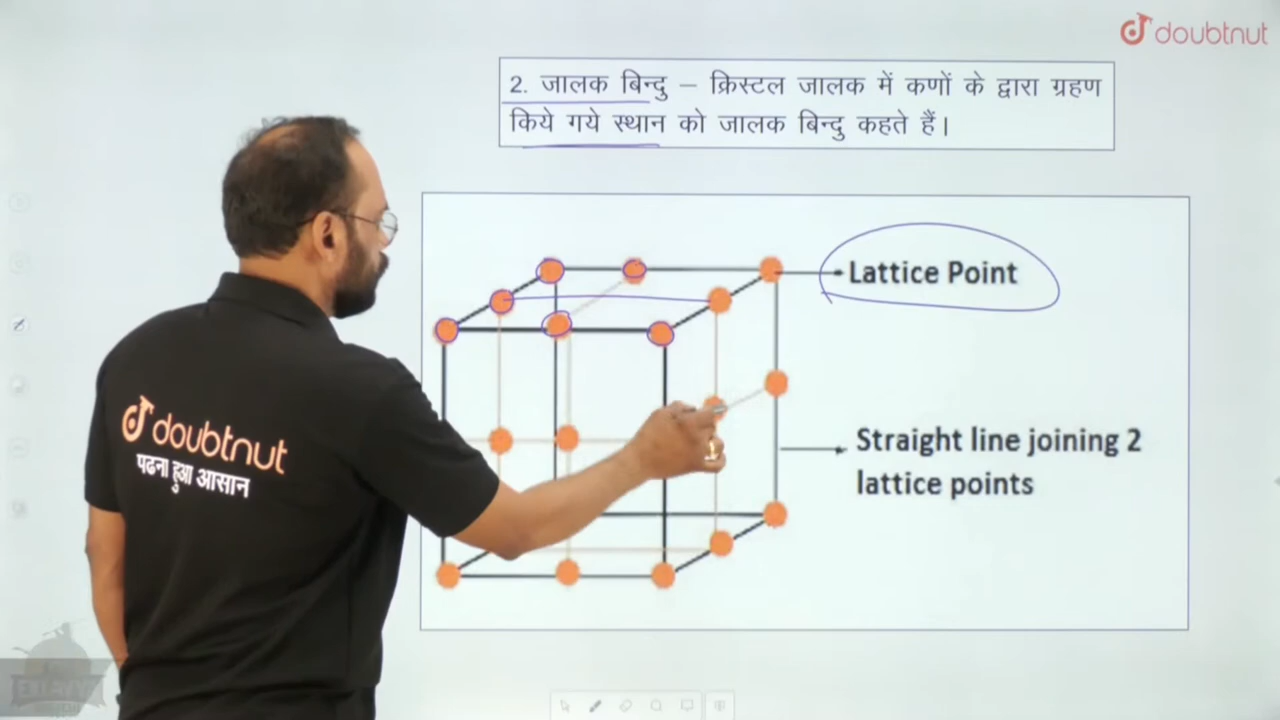 doubtnut
2. जालक बिन्दु – क्रिस्टल जालक में कणों के द्वारा ग्रहण
किये गये स्थान को जालक बिन्दु कहते हैं।
Lattice Point
Straight line joining 2
lattice points
doubtnut
पढना हुआ आसान